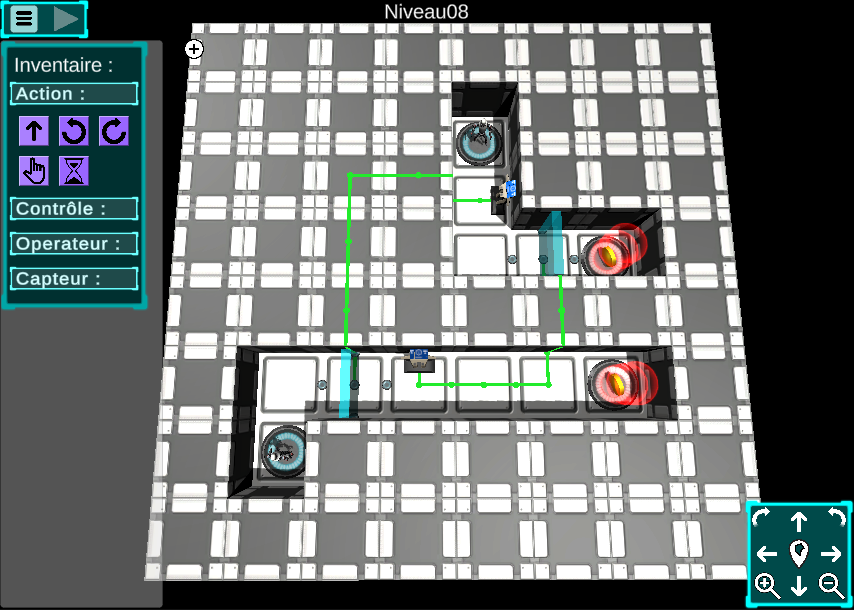 Niveau08
Inventaire :
Action :
Contrôle :
Operateur :
Capteur :